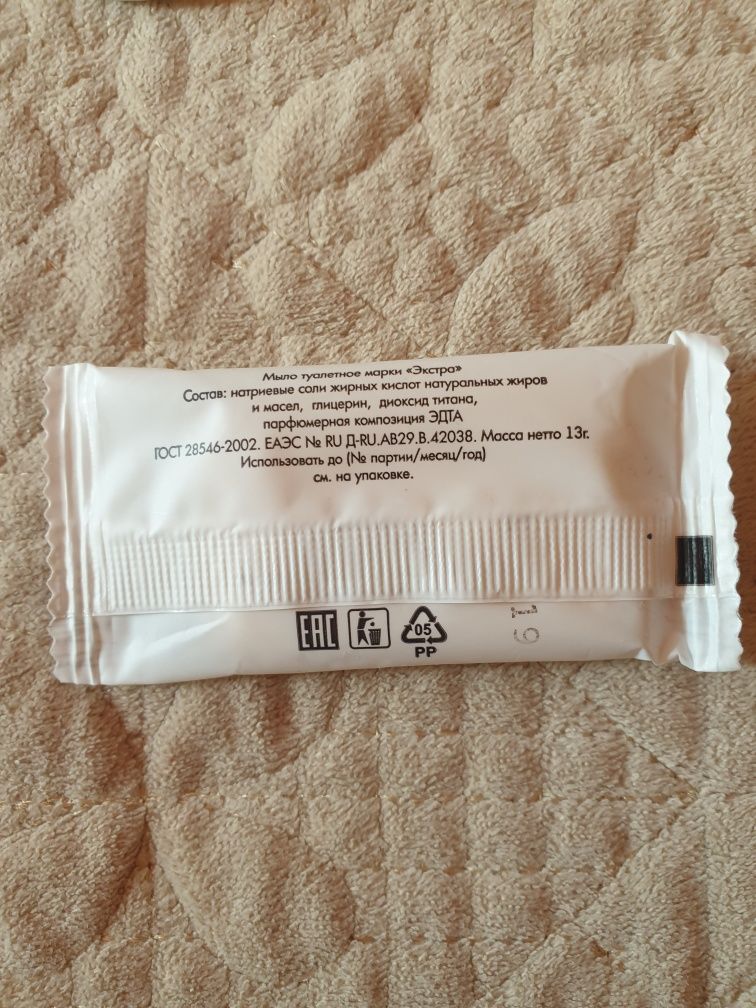 Мыло туалетное марки «Экстра»
Состав: натриевые соли жирных кислот натуральных жиров
и масел, глицерин, диоксид титана,
парфюмерная композиция ЭДТА
ГОСТ 28546-2002. ЕАЭС № RU Д-RU.АВ29.В.42038. Масса нетто 13г.
Использовать до (№ партии/месяц/год)
см. на упаковке.
EAC
05
PP